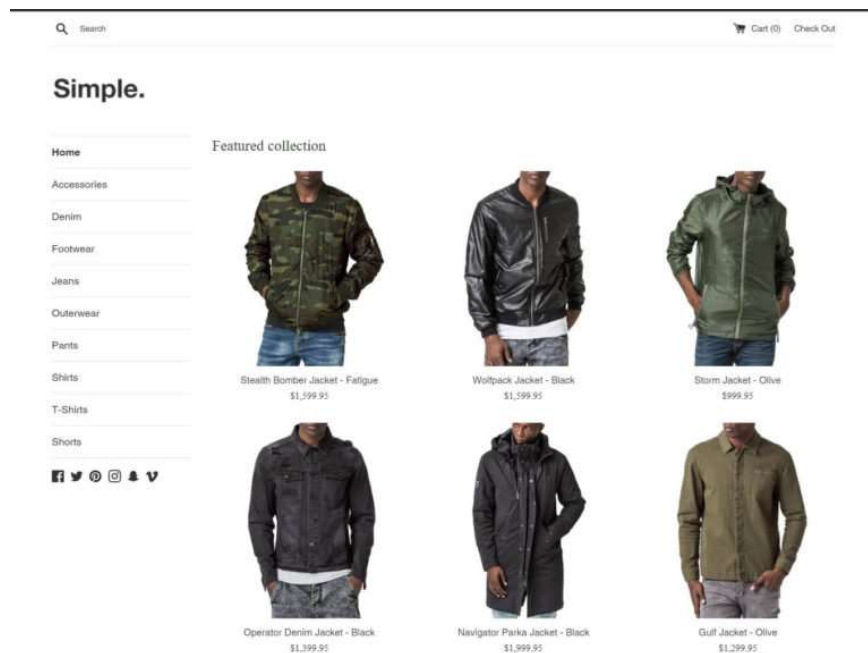 Search
Cart (0) Check Out
Simple.
Home
Accessories
Denim
Footwear
Jeans
Outerwear
Pants
Shirts
T-Shirts
Shorts
Featured collection
Stealth Bomber Jacket - Fatigue
$1,599.95
Wolfpack Jacket - Black
$1,599.95
Storm Jacket - Olive
$999.95
Operator Denim Jacket - Black
$1,399.95
Navigator Parka Jacket - Black
$1,999.95
Gulf Jacket - Olive
$1,299.95